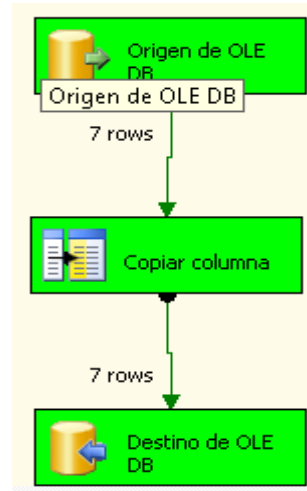 Origen de OLE
DB
Origen de OLE DB
7 rows
Copiar columna
7 rows
Destino de OLE
DB